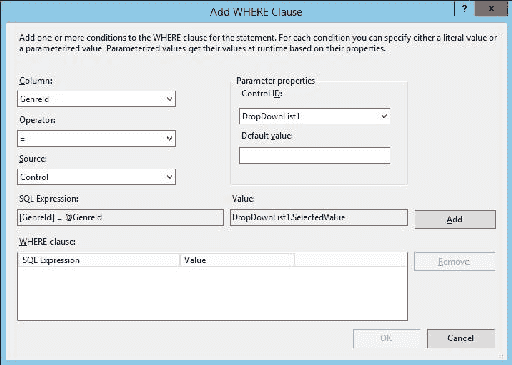 Add WHERE Clause
? x
Add one or more conditions to the WHERE clause for the statement. For each condition you can specify either a literal value or
a parameterized value. Parameterized values get their values at runtime based on their properties.
Column:
GenreId
Operator:
=
Source:
Control
Parameter properties
Control ID:
DropDownList1
Default value:
SQL Expression:
[GenreId] = @GenreId
Value:
DropDownList1.SelectedValue
Add
WHERE clause:
SQL Expression Value
Remove
OK Cancel